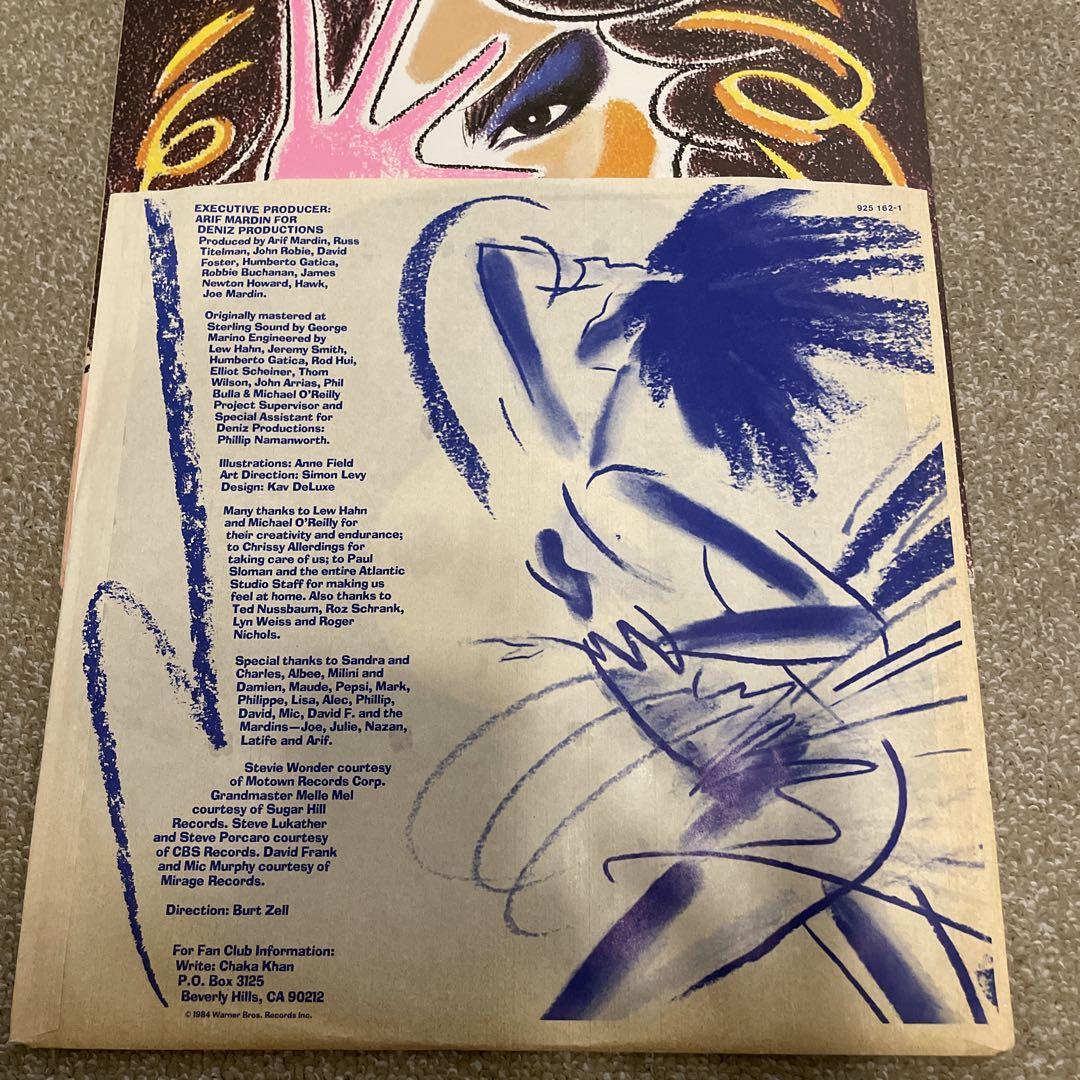 925 162-1
EXECUTIVE PRODUCER:
ARIF MARDIN FOR
DENIZ PRODUCTIONS
Produced by Arif Mardin, Russ
Titelman, John Robie, David
Foster, Humberto Gatica,
Robbie Buchanan, James
Newton Howard, Hawk,
Joe Mardin.
Originally mastered at
Sterling Sound by George
Marino Engineered by
Lew Hahn, Jeremy Smith,
Humberto Gatica, Rod Hui,
Elliot Scheiner, Thom
Wilson, John Arrias, Phil
Bulla & Michael O'Reilly
Project Supervisor and
Special Assistant for
Deniz Productions:
Phillip Namanworth.
Illustrations: Anne Field
Art Direction: Simon Levy
Design: Kav DeLuxe
Many thanks to Lew Hahn
and Michael O'Reilly for
their creativity and endurance;
to Chrissy Allerdings for
taking care of us; to Paul
Sloman and the entire Atlantic
Studio Staff for making us
feel at home. Also thanks to
Ted Nussbaum, Roz Schrank,
Lyn Weiss and Roger
Nichols.
Special thanks to Sandra and
Charles, Albee, Milini and
Damien, Maude, Pepsi, Mark,
Philippe, Lisa, Alec, Phillip,
David, Mic, David F. and the
Mardins—Joe, Julie, Nazan,
Latife and Arif.
Stevie Wonder courtesy
of Motown Records Corp.
Grandmaster Melle Mel
courtesy of Sugar Hill
Records. Steve Lukather
and Steve Porcaro courtesy
of CBS Records. David Frank
and Mic Murphy courtesy of
Mirage Records.
Direction: Burt Zell
For Fan Club Information:
Write: Chaka Khan
P.O. Box 3125
Beverly Hills, CA 90212
© 1984 Warner Bros. Records Inc.